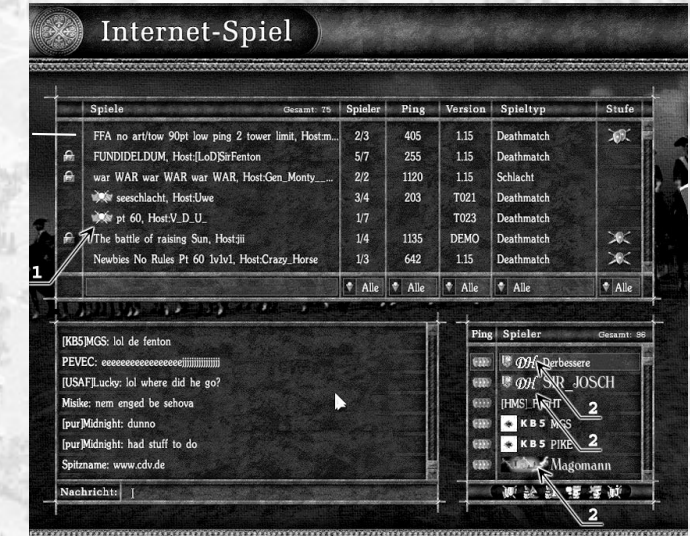 Internet-Spiel
Spiele Gesamt: 75 Spieler Ping Version Spieltyp Stufe
FFA no art/tow 90pt low ping 2 tower limit, Host:m... 2/3 405 1.15 Deathmatch
FUNDIDELDUM, Host:[LoD]SirFenton 5/7 255 1.15 Deathmatch
war WAR war WAR war WAR, Host:Gen_Monty__... 2/2 1120 1.15 Schlacht
seeschlacht, Host:Uwe 3/4 203 T021 Deathmatch
pt 60, Host:V_D_U_ 1/7 T023 Deathmatch
The battle of raising Sun, Host:jii 1/4 1135 DEMO Deathmatch
Newbies No Rules Pt 60 1v1v1, Host:Crazy_Horse 1/3 642 1.15 Deathmatch
1
Alle Alle Alle Alle Alle
[KB5]MGS: lol de fenton
PEVEC: eeeeeeeeeeeeeeeejjjjjjjjjjjjjjj
[USAF]Lucky: lol where did he go?
Misike: nem enged be sehova
[pur]Midnight: dunno
[pur]Midnight: had stuff to do
Spitzname: www.cdv.de
Nachricht:
Ping Spieler Gesamt: 96
DH Derbessere
DH SIR_JOSCH
[HMS]
2
KB5 MGS
KB5 PIKE
2
Magomann
2